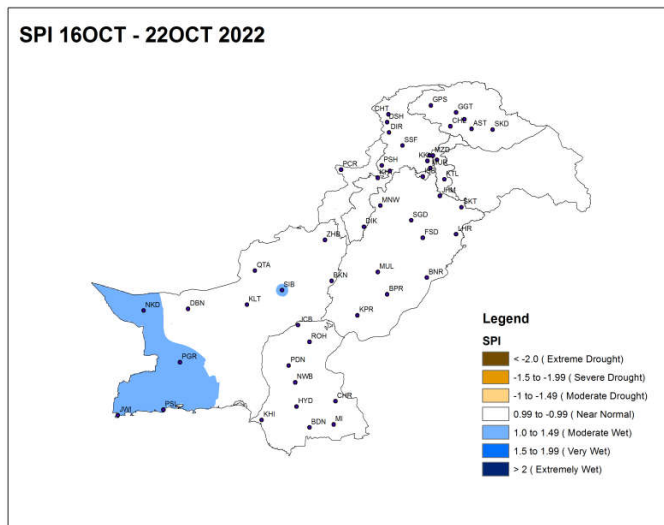 SPI 16OCT - 22OCT 2022
GPS
CHT
GGT
DSH
CHL
DIR
AST
SKD
SSF
MZD
PSH
PCR
KTL
JHM
MNW
SKT
SGD
DIK
LHR
FSD
ZHB
QTA
MUL
BKN
BNR
SIB
BPR
NKD
DBN
KLT
KPR
JCB
ROH
PGR
PDN
NWB
CHR
HYD
JWI
PSI
KHI
BDN
MI
Legend
SPI
< -2.0 ( Extreme Drought)
-1.5 to -1.99 ( Severe Drought)
-1 to -1.49 ( Moderate Drought)
0.99 to -0.99 ( Near Normal)
1.0 to 1.49 ( Moderate Wet)
1.5 to 1.99 ( Very Wet)
> 2 ( Extremely Wet)